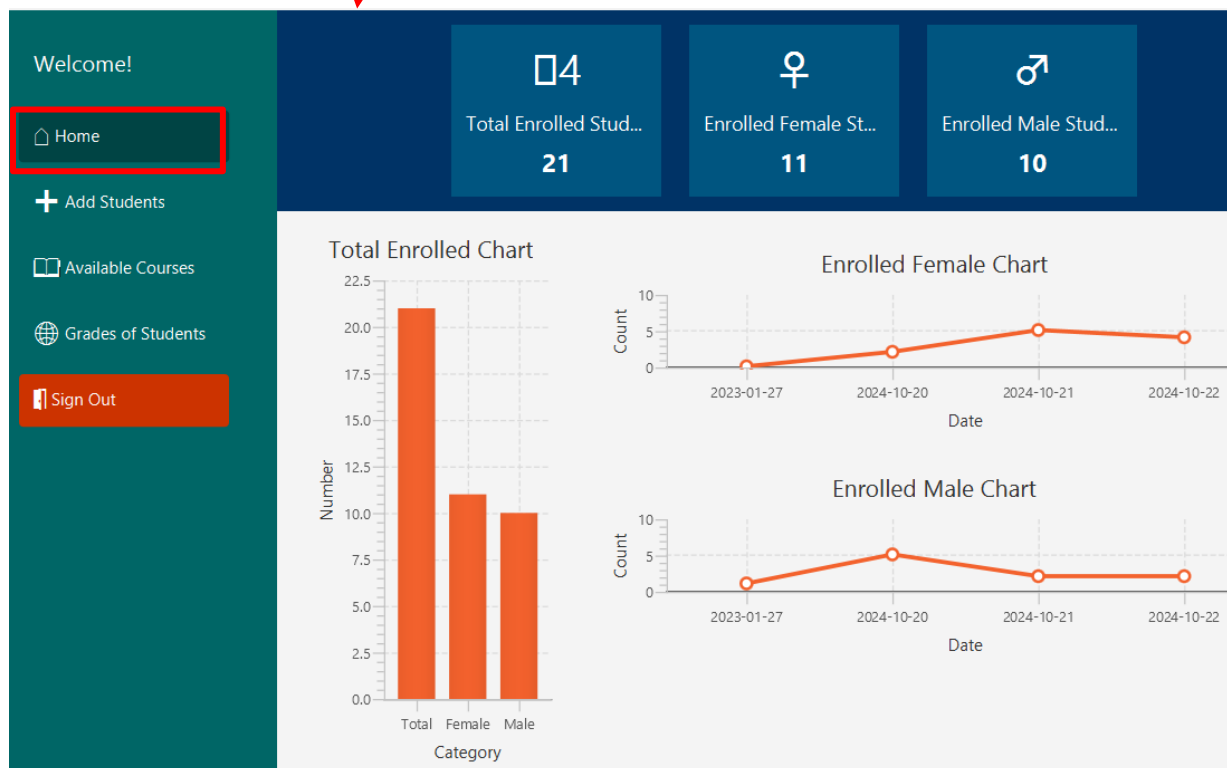 Welcome!
Home
Add Students
Available Courses
Grades of Students
Sign Out
4
Total Enrolled Stud...
21
Enrolled Female St...
11
Enrolled Male Stud...
10
Total Enrolled Chart
22.5
20.0
17.5
15.0
12.5
10.0
7.5
5.0
2.5
0.0
Number
Total Female Male
Category
Enrolled Female Chart
10
5
0
Count
2023-01-27 2024-10-20 2024-10-21 2024-10-22
Date
Enrolled Male Chart
10
5
0
Count
2023-01-27 2024-10-20 2024-10-21 2024-10-22
Date